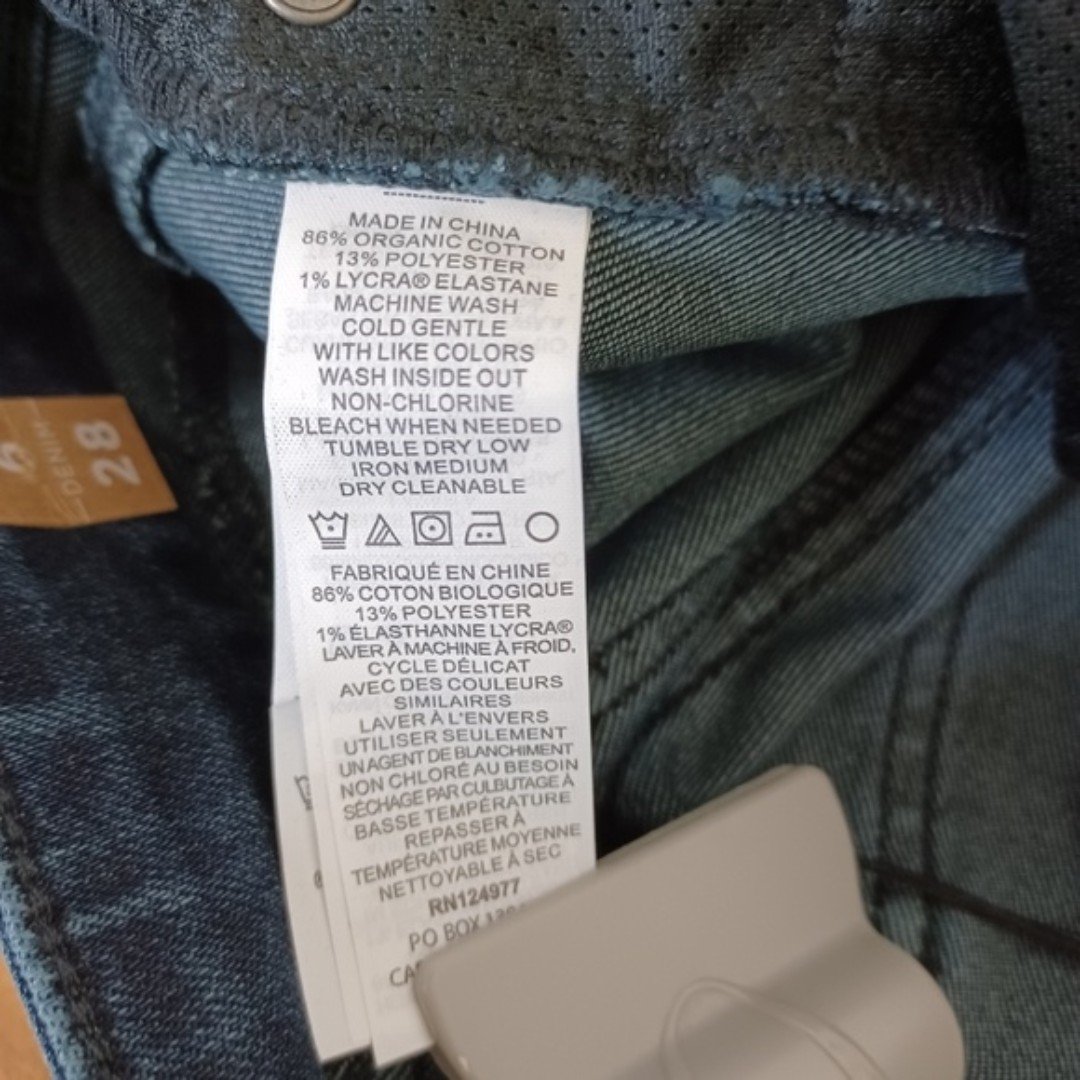 MADE IN CHINA
86% ORGANIC COTTON
13% POLYESTER
1% LYCRA® ELASTANE
MACHINE WASH
COLD GENTLE
WITH LIKE COLORS
WASH INSIDE OUT
NON-CHLORINE
BLEACH WHEN NEEDED
TUMBLE DRY LOW
IRON MEDIUM
DRY CLEANABLE
FABRIQUÉ EN CHINE
86% COTON BIOLOGIQUE
13% POLYESTER
1% ÉLASTHANNE LYCRA®
LAVER À MACHINE À FROID,
CYCLE DÉLICAT
AVEC DES COULEURS
SIMILAIRES
LAVER À L'ENVERS
UTILISER SEULEMENT
UN AGENT DE BLANCHIMENT
NON CHLORÉ AU BESOIN
SÉCHAGE PAR CULBUTAGE À
BASSE TEMPÉRATURE
REPASSER À
TEMPÉRATURE MOYENNE
NETTOYABLE À SEC
RN124977
PO BOX
DENIM
28